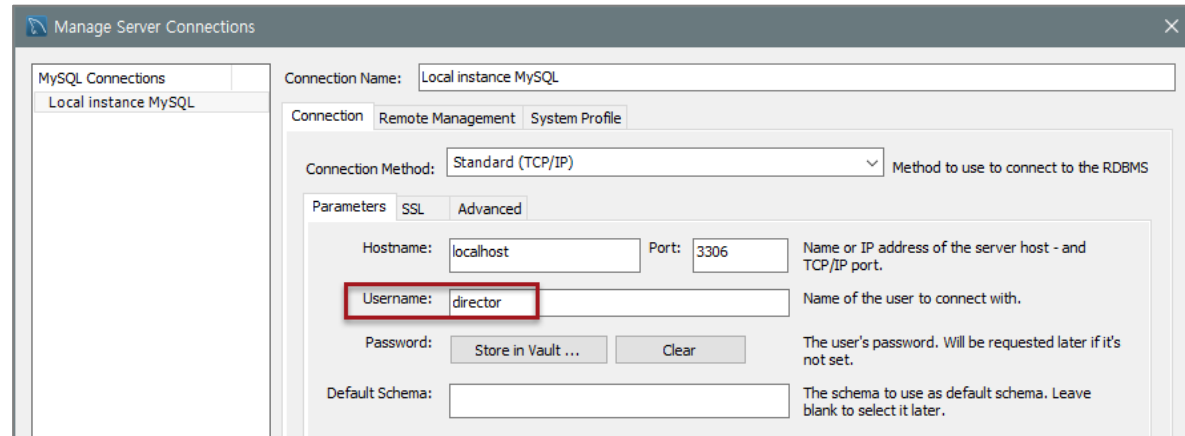 Manage Server Connections
MySQL Connections
Local instance MySQL
Connection Name: Local instance MySQL
Connection Remote Management System Profile
Connection Method: Standard (TCP/IP) Method to use to connect to the RDBMS
Parameters SSL Advanced
Hostname: localhost Port: 3306 Name or IP address of the server host - and
TCP/IP port.
Username: director Name of the user to connect with.
Password: Store in Vault ... Clear The user's password. Will be requested later if it's
not set.
Default Schema: The schema to use as default schema. Leave
blank to select it later.